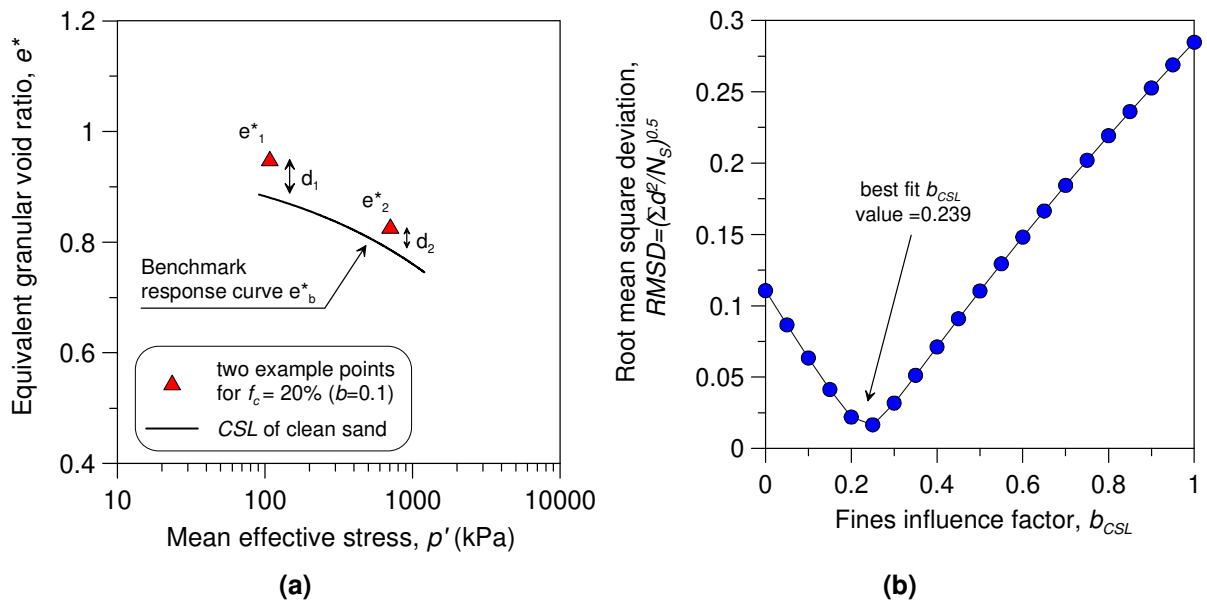 Equivalent granular void ratio, e*
1.2
1
0.8
0.6
0.4
e*1
d1
e*2
d2
Benchmark
response curve e*b
two example points
for fc = 20% (b=0.1)
CSL of clean sand
10
100
1000
10000
Mean effective stress, p' (kPa)
(a)
Root mean square deviation,
RMSD=(Σd²/NS)^0.5
0.3
0.25
0.2
0.15
0.1
0.05
0
best fit bCSL
value =0.239
0
0.2
0.4
0.6
0.8
1
Fines influence factor, bCSL
(b)